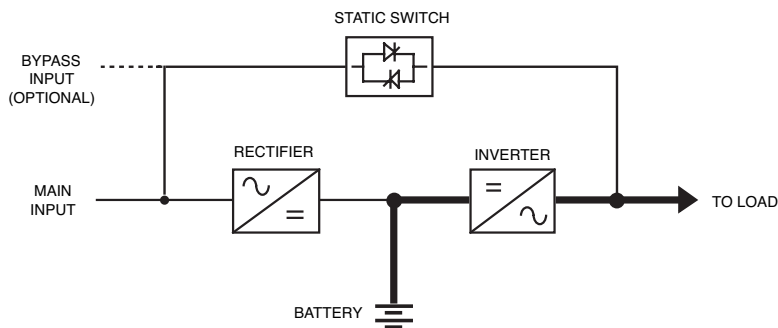 STATIC SWITCH
BYPASS
INPUT
(OPTIONAL)
RECTIFIER
INVERTER
MAIN
INPUT
TO LOAD
BATTERY